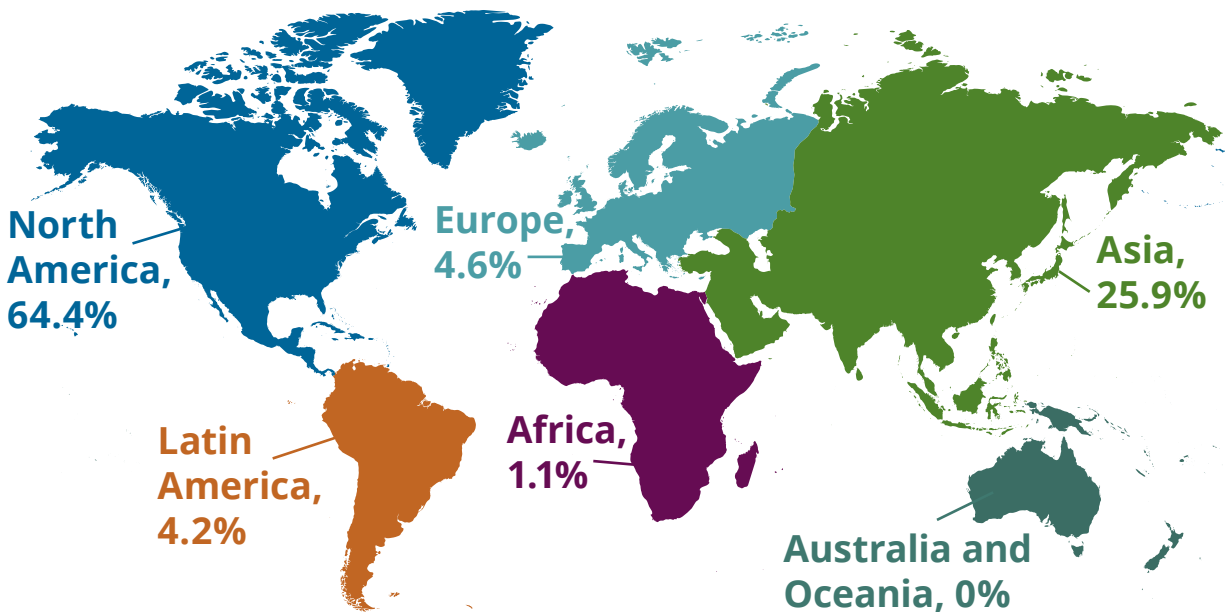 North
America,
64.4%
Europe,
4.6%
Asia,
25.9%
Latin
America,
4.2%
Africa,
1.1%
Australia and
Oceania, 0%